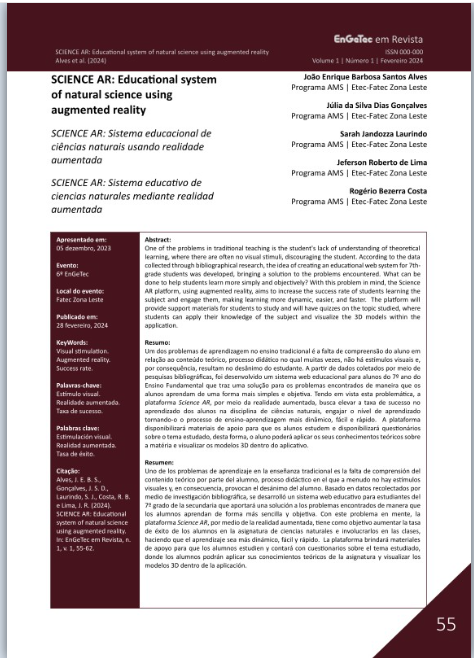 EnGeTec em Revista
SCIENCE AR: Educational system of natural science using augmented reality
Alves et al. (2024)
ISSN 000-000
Volume 1 | Número 1 | Fevereiro 2024
SCIENCE AR: Educational system
of natural science using
augmented reality
SCIENCE AR: Sistema educacional de
ciências naturais usando realidade
aumentada
SCIENCE AR: Sistema educativo de
ciencias naturales mediante realidad
aumentada
João Enrique Barbosa Santos Alves
Programa AMS | Etec-Fatec Zona Leste
Júlia da Silva Dias Gonçalves
Programa AMS | Etec-Fatec Zona Leste
Sarah Jandozza Laurindo
Programa AMS | Etec-Fatec Zona Leste
Jeferson Roberto de Lima
Programa AMS | Etec-Fatec Zona Leste
Rogério Bezerra Costa
Programa AMS | Etec-Fatec Zona Leste
Apresentado em:
05 dezembro, 2023
Evento:
6º EnGeTec
Local do evento:
Fatec Zona Leste
Publicado em:
28 fevereiro, 2024
KeyWords:
Visual stimulation.
Augmented reality.
Success rate.
Palavras-chave:
Estímulo visual.
Realidade aumentada.
Taxa de sucesso.
Palabras clave:
Estimulación visual.
Realidad aumentada.
Tasa de éxito.
Citação:
Alves, J. E. B. S.,
Gonçalves, J. S. D.,
Laurindo, S. J., Costa, R. B.
e Lima, J. R. (2024).
SCIENCE AR: Educational
system of natural science
using augmented reality.
In: EnGeTec em Revista, n.
1, v. 1, 55-62.
Abstract:
One of the problems in traditional teaching is the student's lack of understanding of theoretical
learning, where there are often no visual stimuli, discouraging the student. According to the data
collected through bibliographical research, the idea of creating an educational web system for 7th-
grade students was developed, bringing a solution to the problems encountered. What can be
done to help students learn more simply and objectively? With this problem in mind, the Science
AR platform, using augmented reality, aims to increase the success rate of students learning the
subject and engage them, making learning more dynamic, easier, and faster. The platform will
provide support materials for students to study and will have quizzes on the topic studied, where
students can apply their knowledge of the subject and visualize the 3D models within the
application.
Resumo:
Um dos problemas de aprendizagem no ensino tradicional é a falta de compreensão do aluno em
relação ao conteúdo teórico, processo didático no qual muitas vezes, não há estímulos visuais e,
por consequência, resultam no desânimo do estudante. A partir de dados coletados por meio de
pesquisas bibliográficas, foi desenvolvido um sistema web educacional para alunos do 7º ano do
Ensino Fundamental que traz uma solução para os problemas encontrados de maneira que os
alunos aprendam de uma forma mais simples e objetiva. Tendo em vista esta problemática, a
plataforma Science AR, por meio da realidade aumentada, busca elevar a taxa de sucesso no
aprendizado dos alunos na disciplina de ciências naturais, engajar o nível de aprendizado
tornando-o o processo de ensino-aprendizagem mais dinâmico, fácil e rápido. A plataforma
disponibilizará materiais de apoio para que os alunos estudem e disponibilizará questionários
sobre o tema estudado, desta forma, o aluno poderá aplicar os seus conhecimentos teóricos sobre
a matéria e visualizar os modelos 3D dentro do aplicativo.
Resumen:
Uno de los problemas de aprendizaje en la enseñanza tradicional es la falta de comprensión del
contenido teórico por parte del alumno, proceso didáctico en el que a menudo no hay estímulos
visuales y, en consecuencia, provocan el desánimo del alumno. Basado en datos recolectados por
medio de investigación bibliográfica, se desarrolló un sistema web educativo para estudiantes del
7º grado de la secundaria que aportará una solución a los problemas encontrados de manera que
los alumnos aprendan de forma más sencilla y objetiva. Con este problema en mente, la
plataforma Science AR, por medio de la realidad aumentada, tiene como objetivo aumentar la tasa
de éxito de los alumnos en la asignatura de ciencias naturales e involucrarlos en las clases,
haciendo que el aprendizaje sea más dinámico, fácil y rápido. La plataforma brindará materiales
de apoyo para que los alumnos estudien y contará con cuestionarios sobre el tema estudiado,
donde los alumnos podrán aplicar sus conocimientos teóricos de la asignatura y visualizar los
modelos 3D dentro de la aplicación.
55